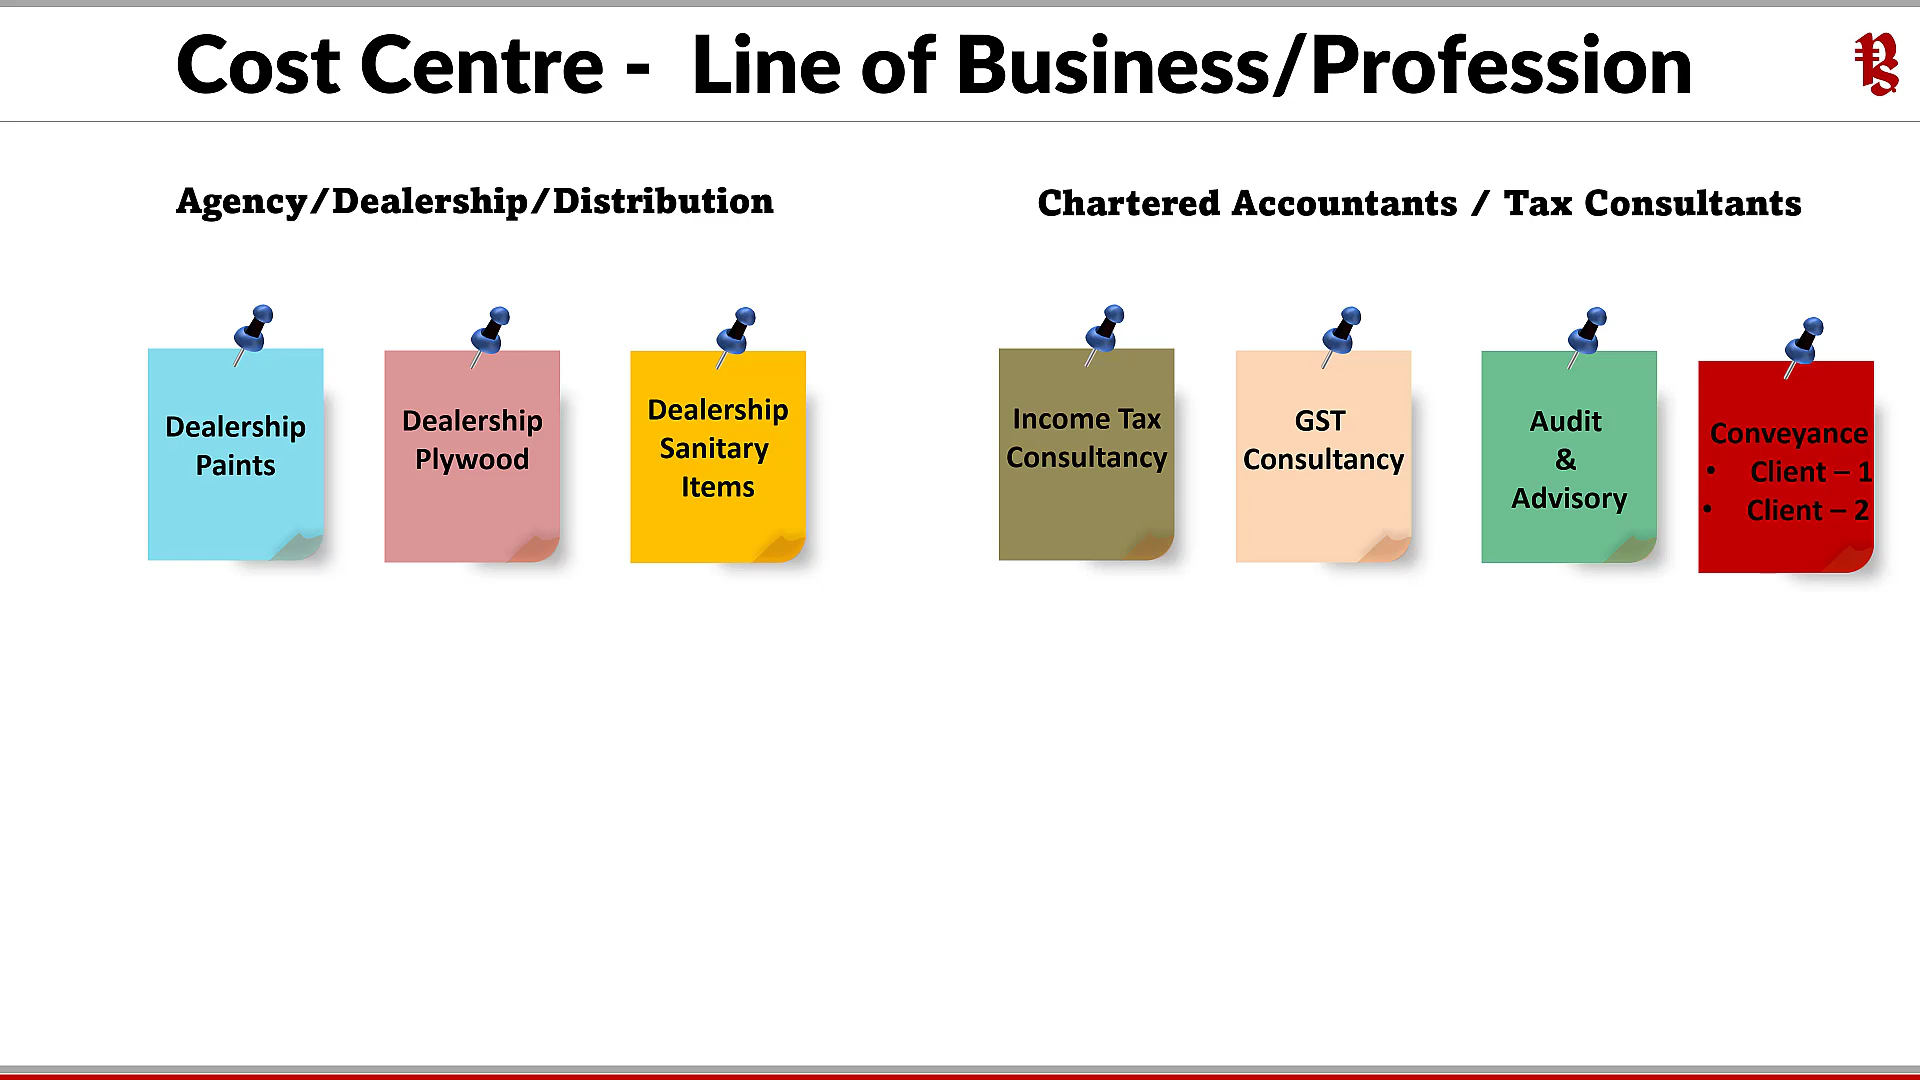 Cost Centre - Line of Business/Profession
Agency/Dealership/Distribution
Dealership
Paints
Dealership
Plywood
Dealership
Sanitary
Items
Chartered Accountants / Tax Consultants
Income Tax
Consultancy
GST
Consultancy
Audit
&
Advisory
Conveyance
• Client – 1
• Client – 2